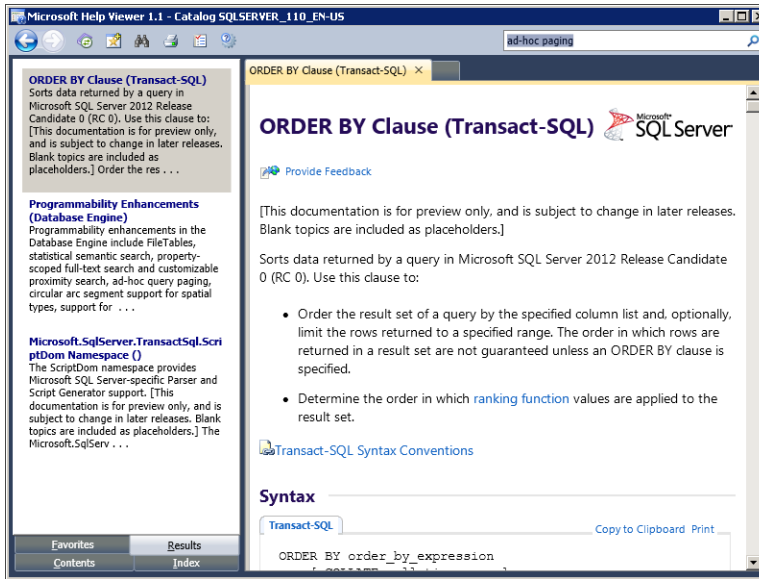 Microsoft Help Viewer 1.1 - Catalog SQLSERVER_110_EN-US
ad-hoc paging
ORDER BY Clause (Transact-SQL)
Sorts data returned by a query in
Microsoft SQL Server 2012 Release
Candidate 0 (RC 0). Use this clause to:
[This documentation is for preview only,
and is subject to change in later releases.
Blank topics are included as
placeholders.] Order the res . . .
Programmability Enhancements
(Database Engine)
Programmability enhancements in the
Database Engine include FileTables,
statistical semantic search, property-
scoped full-text search and customizable
proximity search, ad-hoc query paging,
circular arc segment support for spatial
types, support for . . .
Microsoft.SqlServer.TransactSql.Scri
ptDom Namespace ()
The ScriptDom namespace provides
Microsoft SQL Server-specific Parser and
Script Generator support. [This
documentation is for preview only, and is
subject to change in later releases. Blank
topics are included as placeholders.] The
Microsoft.SqlServ . . .
Favorites Results
Contents Index
ORDER BY Clause (Transact-SQL)
ORDER BY Clause (Transact-SQL)
Microsoft
SQL Server
Provide Feedback
[This documentation is for preview only, and is subject to change in later releases.
Blank topics are included as placeholders.]
Sorts data returned by a query in Microsoft SQL Server 2012 Release Candidate
0 (RC 0). Use this clause to:
• Order the result set of a query by the specified column list and, optionally,
limit the rows returned to a specified range. The order in which rows are
returned in a result set are not guaranteed unless an ORDER BY clause is
specified.
• Determine the order in which ranking function values are applied to the
result set.
Transact-SQL Syntax Conventions
Syntax
Transact-SQL
Copy to Clipboard Print
ORDER BY order_by_expression